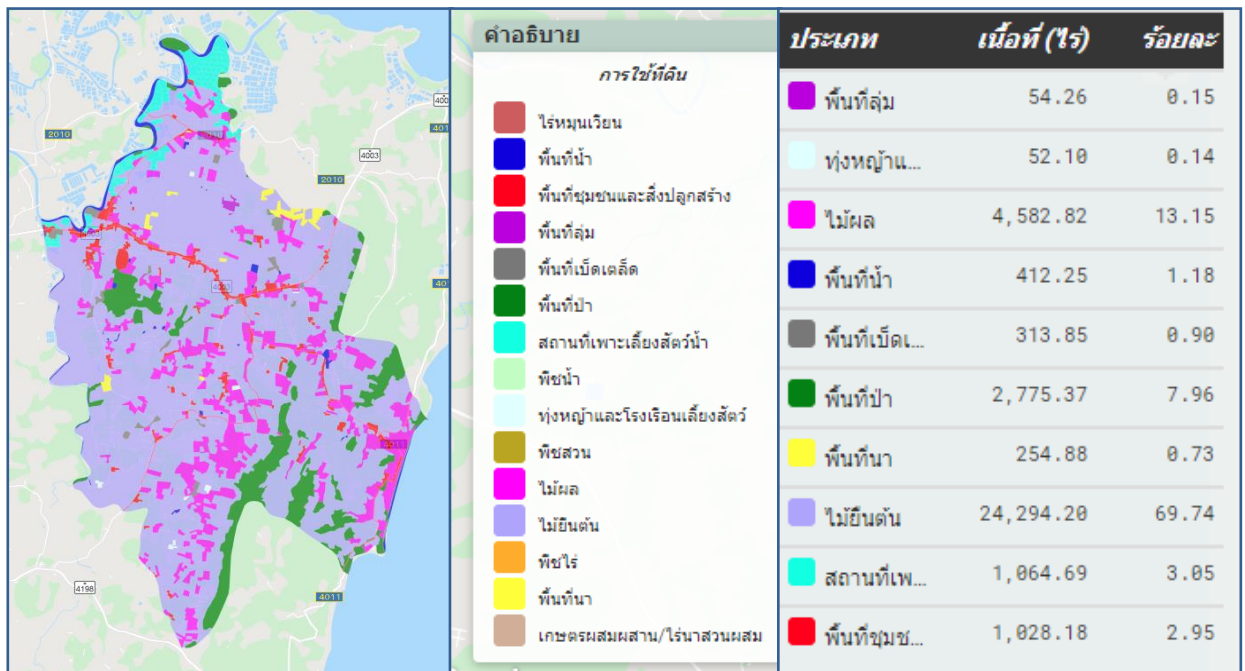 2010
4003
2010
4003
4011
4198
4011
คำอธิบาย
การใช้ที่ดิน
ไร่หมุนเวียน
พื้นที่น้ำ
พื้นที่ชุมชนและสิ่งปลูกสร้าง
พื้นที่ลุ่ม
พื้นที่เบ็ดเตล็ด
พื้นที่ป่า
สถานที่เพาะเลี้ยงสัตว์น้ำ
พืชน้ำ
ทุ่งหญ้าและโรงเรือนเลี้ยงสัตว์
พืชสวน
ไม้ผล
ไม้ยืนต้น
พืชไร่
พื้นที่นา
เกษตรผสมผสาน/ไร่นาสวนผสม
ประเภท เนื้อที่ (ไร่) ร้อยละ
พื้นที่ลุ่ม 54.26 0.15
ทุ่งหญ้าแ... 52.10 0.14
ไม้ผล 4,582.82 13.15
พื้นที่น้ำ 412.25 1.18
พื้นที่เบ็ดเ... 313.85 0.90
พื้นที่ป่า 2,775.37 7.96
พื้นที่นา 254.88 0.73
ไม้ยืนต้น 24,294.20 69.74
สถานที่เพ... 1,064.69 3.05
พื้นที่ชุมช... 1,028.18 2.95